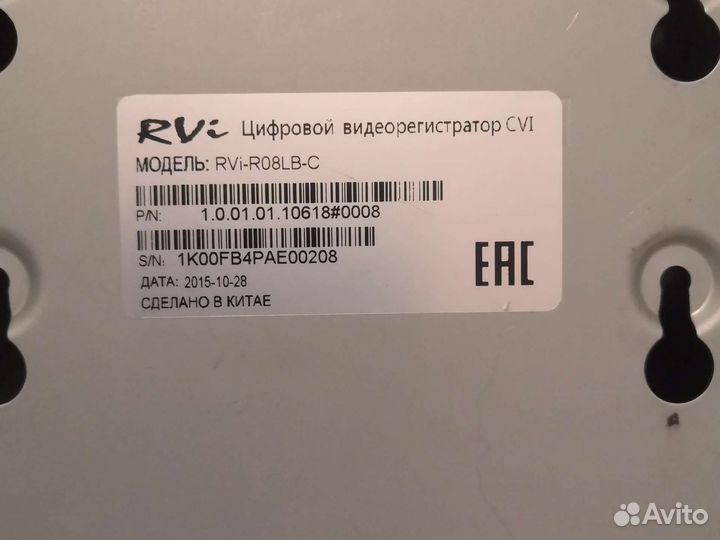 RVi Цифровой видеорегистратор CVI
МОДЕЛЬ: RVi-R08LB-C
P/N: 1.0.01.01.10618#0008
S/N: 1K00FB4PAE00208
ДАТА: 2015-10-28
СДЕЛАНО В КИТАЕ
EAC
Avito